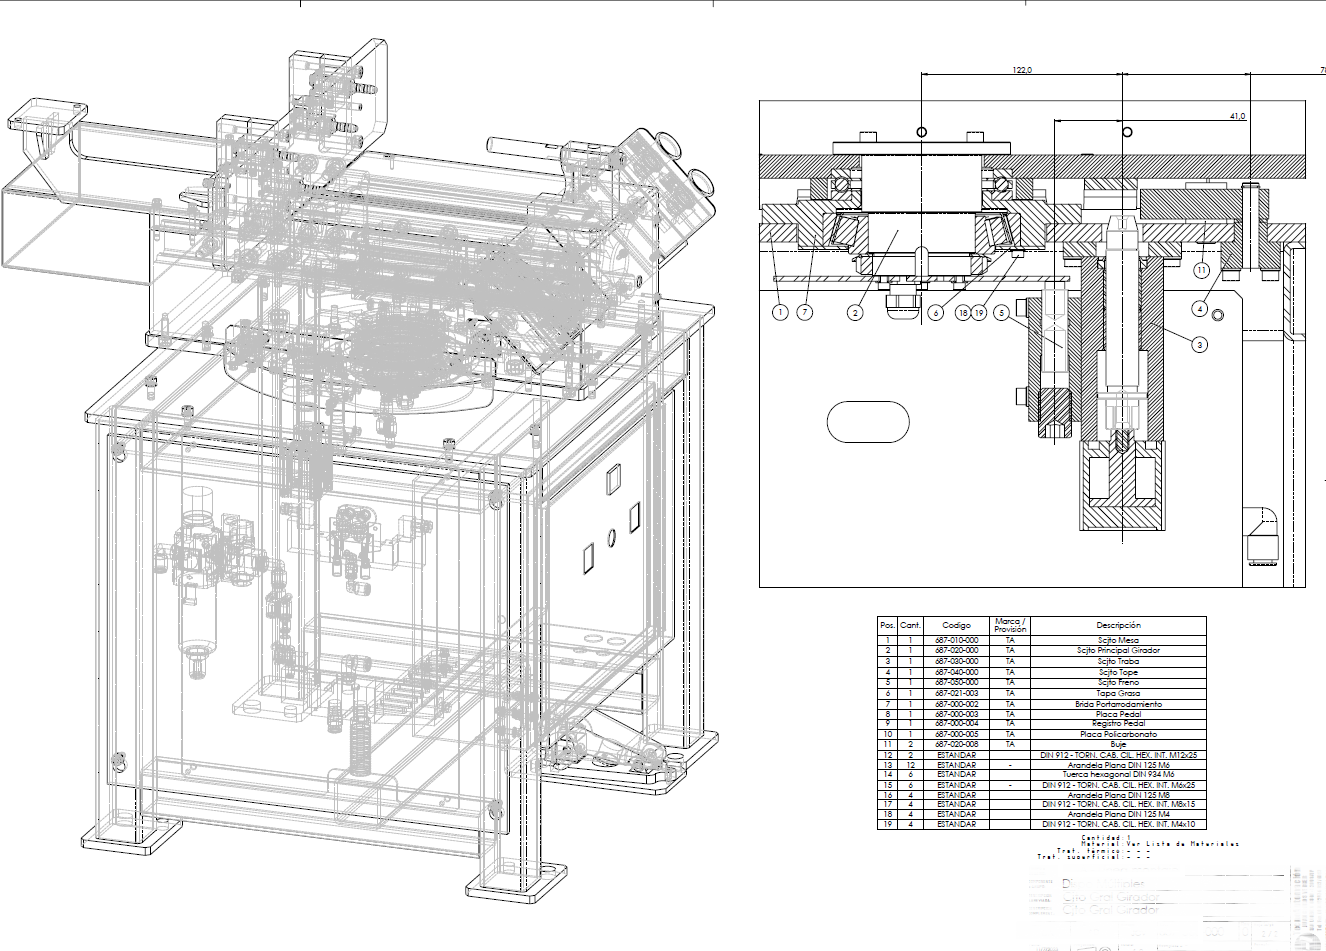 122,0
41,0
1
7
2
6
18
19
5
11
4
3
Pos. Cant. Codigo Marca / Provisión Descripción
1 1 687-010-000 TA Scjto Mesa
2 1 687-020-000 TA Scjto Principal Girador
3 1 687-030-000 TA Scjto Traba
4 1 687-040-000 TA Scjto Tope
5 1 687-050-000 TA Scjto Freno
6 1 687-021-003 TA Tapa Grasa
7 1 687-000-002 TA Brida Portarrodamiento
8 1 687-000-003 TA Placa Pedal
9 1 687-000-004 TA Registro Pedal
10 1 687-000-005 TA Placa Policarbonato
11 2 687-020-008 TA Buje
12 2 ESTANDAR DIN 912 - TORN. CAB. CIL. HEX. INT. M12x25
13 12 ESTANDAR - Arandela Plana DIN 125 M6
14 6 ESTANDAR Tuerca hexagonal DIN 934 M6
15 6 ESTANDAR - DIN 912 - TORN. CAB. CIL. HEX. INT. M6x25
16 4 ESTANDAR Arandela Plana DIN 125 M8
17 4 ESTANDAR DIN 912 - TORN. CAB. CIL. HEX. INT. M8x15
18 4 ESTANDAR Arandela Plana DIN 125 M4
19 4 ESTANDAR DIN 912 - TORN. CAB. CIL. HEX. INT. M4x10
Cantidad: 1
Material: Ver Lista de Materiales
Trat. térmico: - - -
Trat. superficial: - - -
Cjto Gral Girador
Cjto Gral Girador